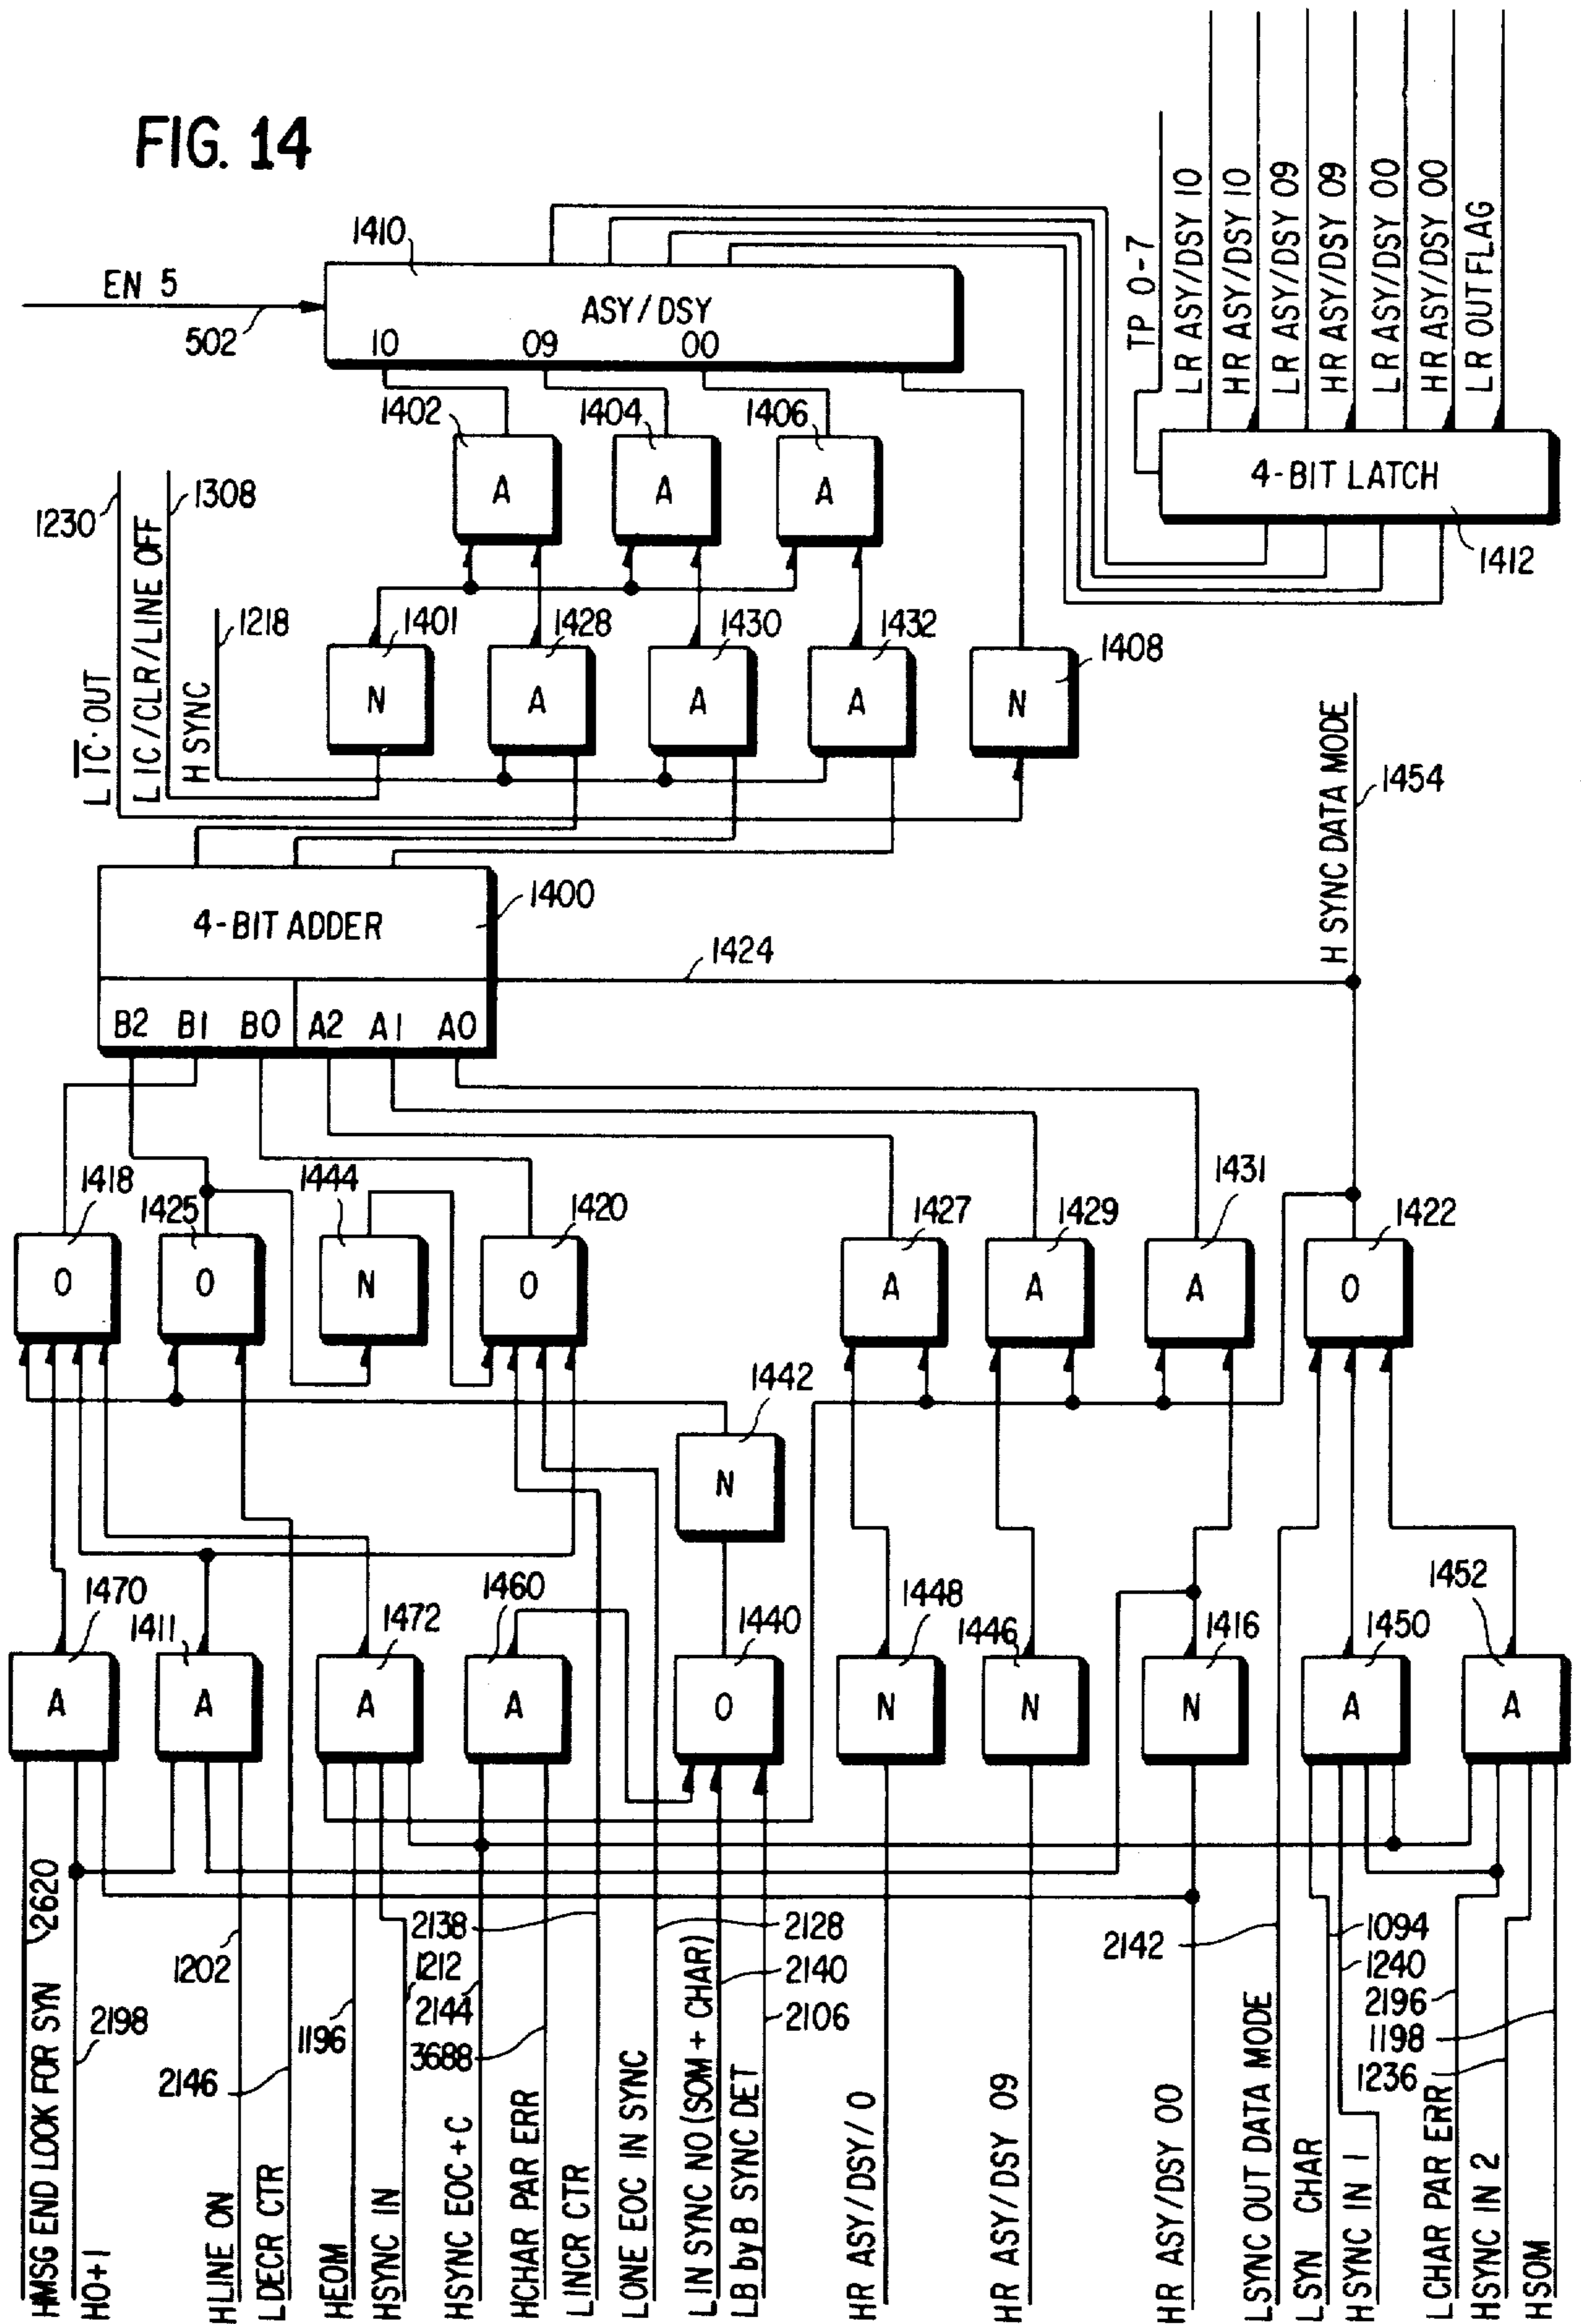 FIG. 14
1410
EN 5
502
ASY/DSY
10
09
00
TP 0-7
LR ASY/DSY 10
HR ASY/DSY 10
LR ASY/DSY 09
HR ASY/DSY 09
LR ASY/DSY 00
HR ASY/DSY 00
LR OUTFLAG
4-BIT LATCH
1412
1402
1404
1406
A
A
A
1230
1308
1218
L IC·OUT
L IC/CLR/LINE OFF
H SYNC
1401
1428
1430
1432
1408
N
A
A
A
N
H SYNC DATA MODE
1454
4-BIT ADDER
1400
1424
B2
B1
B0
A2
A1
A0
1418
1425
1444
1420
1427
1429
1431
1422
O
O
N
O
A
A
A
O
1442
N
1470
1411
1472
1460
1440
1448
1446
1416
1450
1452
A
A
A
A
O
N
N
N
A
A
2620
2198
1202
2146
1196
1212
2138
2144
3688
2128
2140
2106
2142
1094
1240
2196
1198
1236
HMSG END LOOK FOR SYN
HO+1
HLINE ON
LDECR CTR
HEOM
HSYNC IN
HSYNC EOC+C
HCHAR PAR ERR
LINCR CTR
LONE EOC IN SYNC
LIN SYNC NO (SOM + CHAR)
LB by B SYNC DET
HR ASY/DSY/ 0
HR ASY/DSY 09
HR ASY/DSY 00
LSYNC OUT DATA MODE
LSYN CHAR
HSYNC IN 1
LCHAR PAR ERR
HSYNC IN 2
HSOM